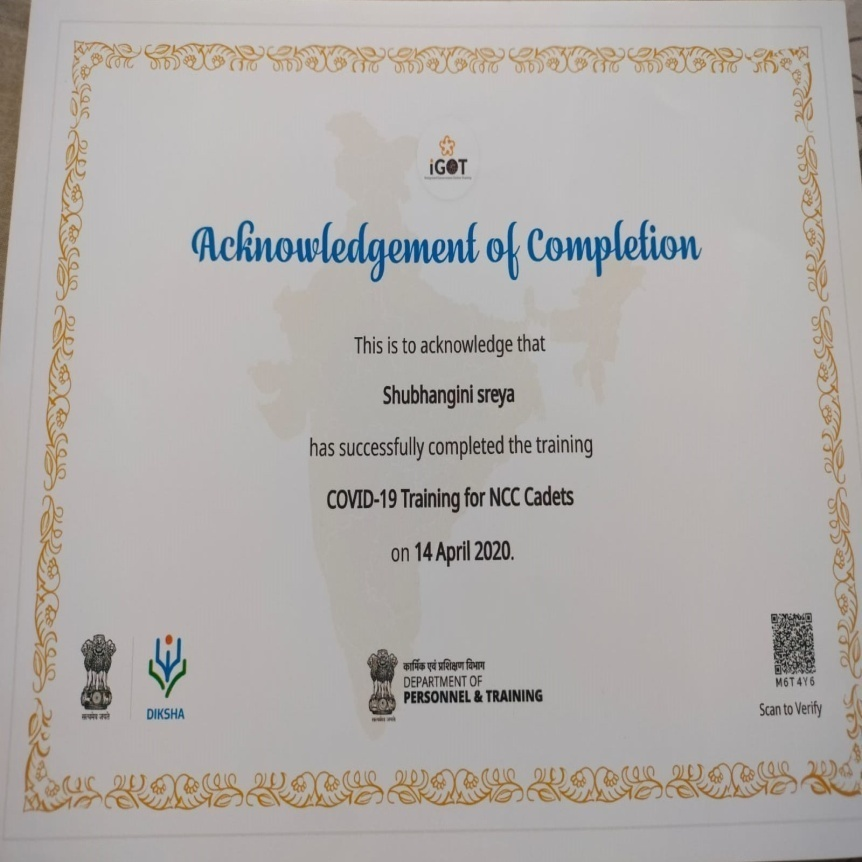 iGOT
Acknowledgement of Completion
This is to acknowledge that
Shubhangini sreya
has successfully completed the training
COVID-19 Training for NCC Cadets
on 14 April 2020.
सत्यमेव जयते
DIKSHA
सत्यमेव जयते
कार्मिक एवं प्रशिक्षण विभाग
DEPARTMENT OF
PERSONNEL & TRAINING
M6T4Y6
Scan to Verify